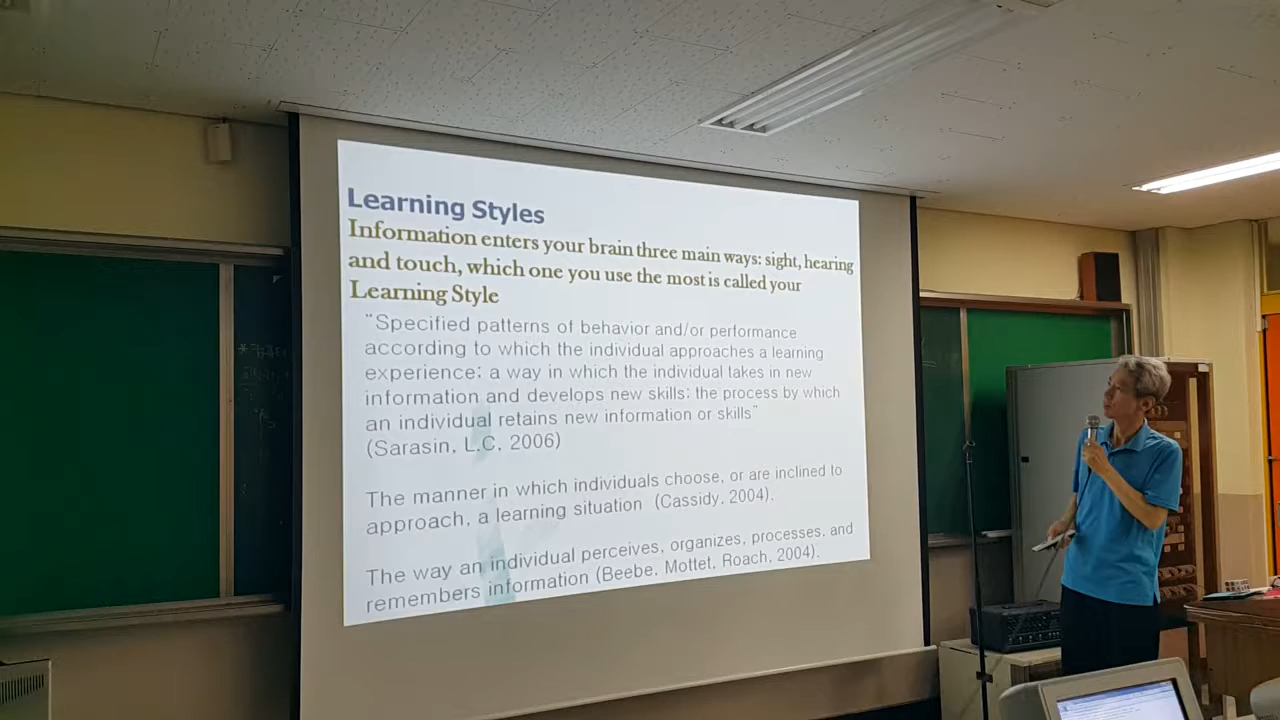 Learning Styles
Information enters your brain three main ways: sight, hearing
and touch, which one you use the most is called your
Learning Style
"Specified patterns of behavior and/or performance
according to which the individual approaches a learning
experience; a way in which the individual takes in new
information and develops new skills; the process by which
an individual retains new information or skills"
(Sarasin, L.C, 2006)
The manner in which individuals choose, or are inclined to
approach, a learning situation (Cassidy, 2004).
The way an individual perceives, organizes, processes, and
remembers information (Beebe, Mottet, Roach, 2004).